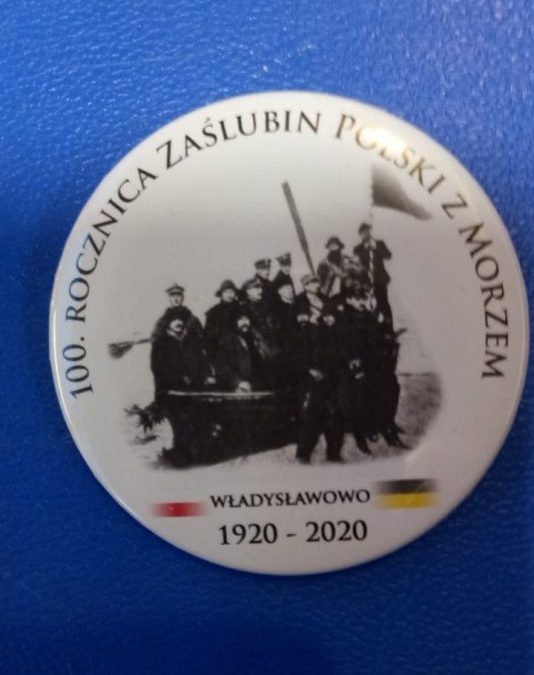 100. ROCZNICA ZAŚLUBIN POLSKI Z MORZEM
WŁADYSŁAWOWO
1920 - 2020